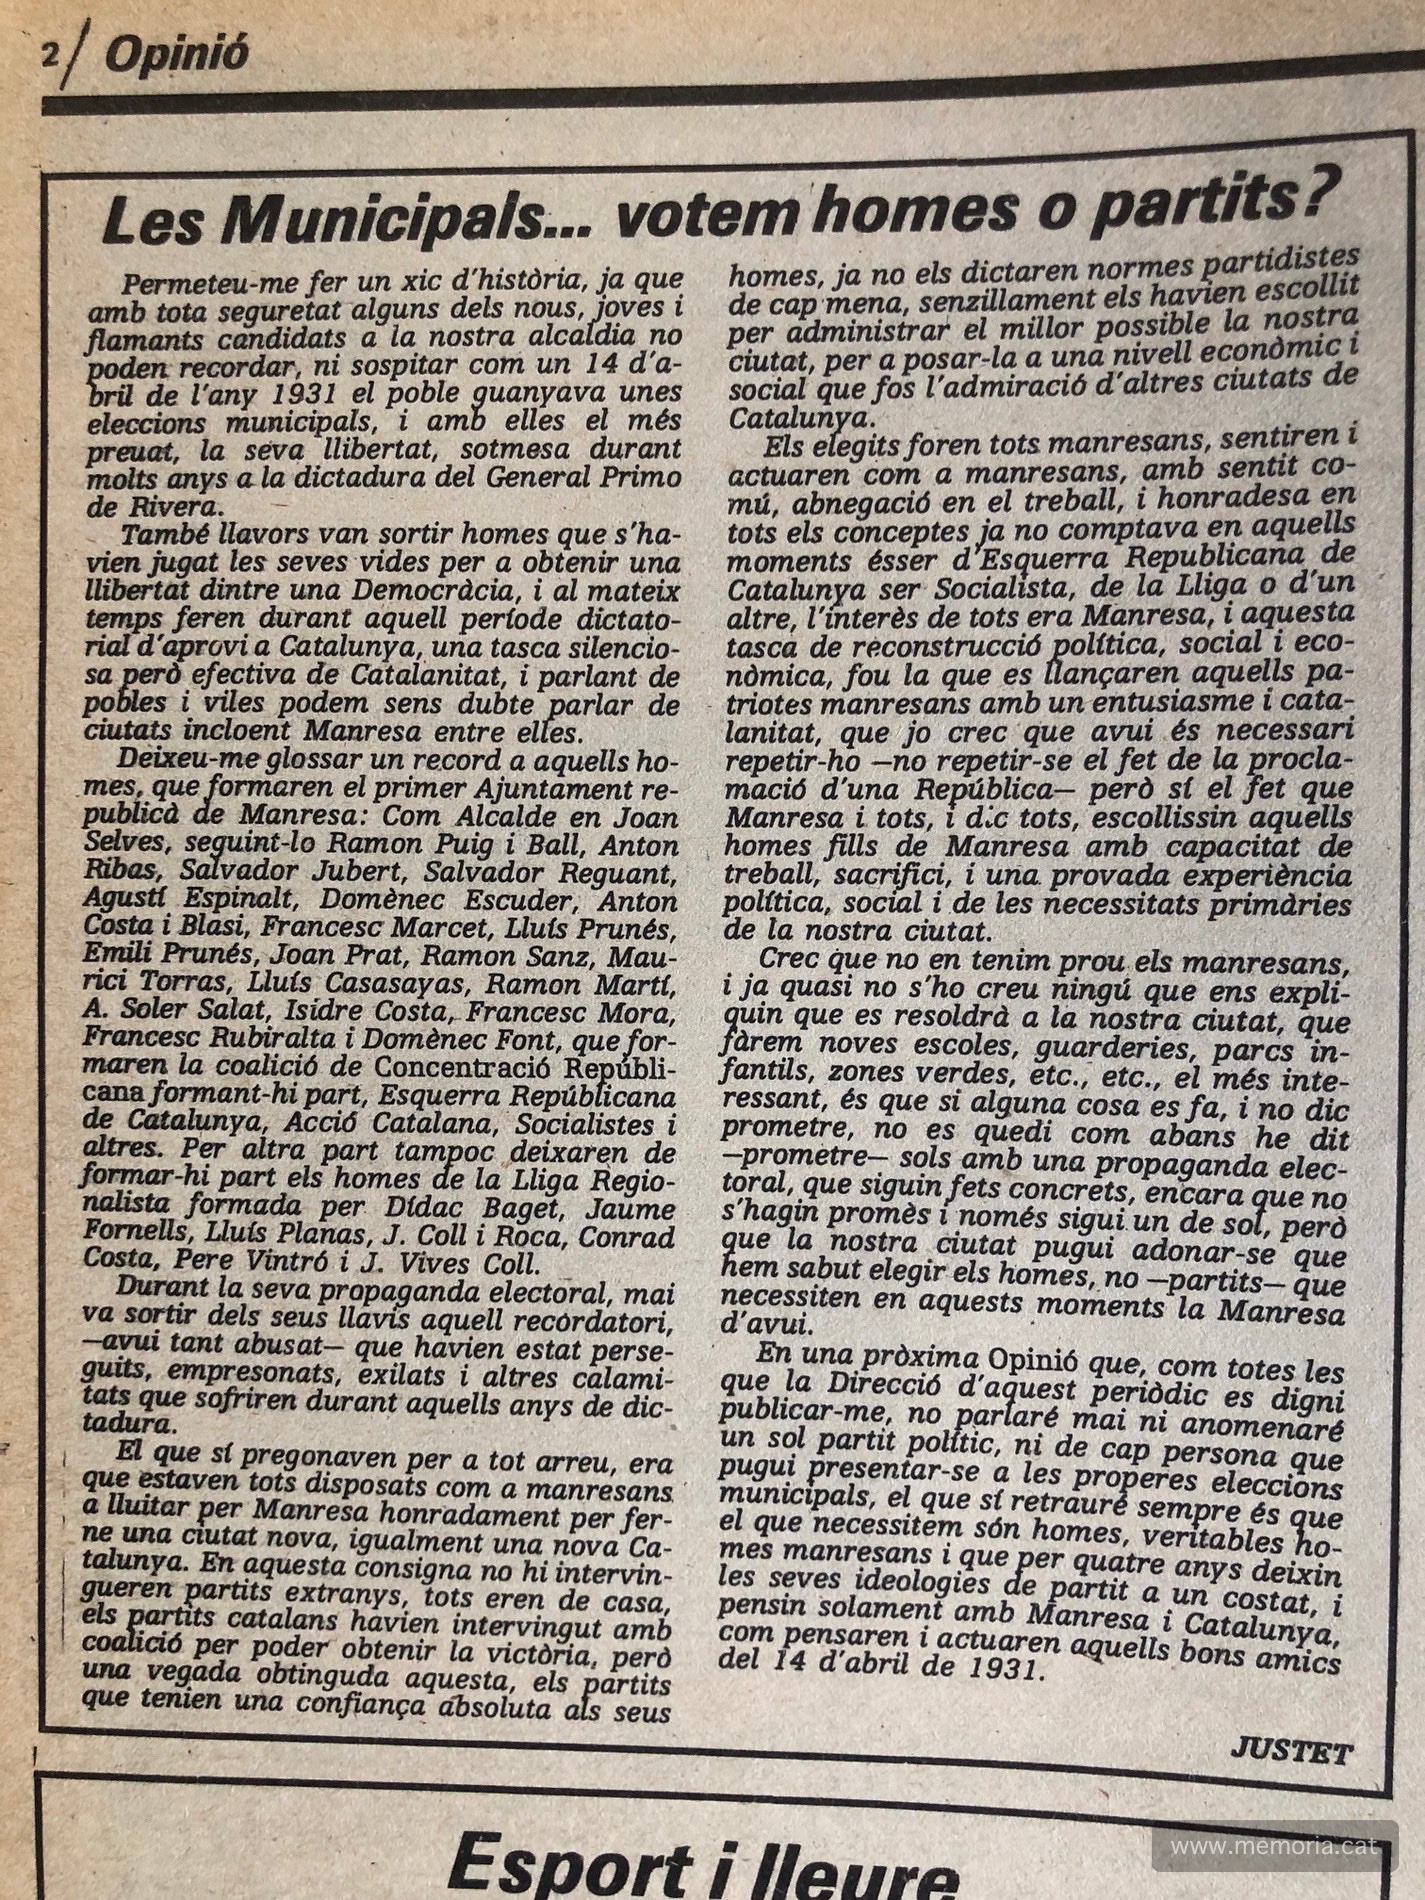 2/ Opinió
Les Municipals... votem homes o partits?
Permeteu-me fer un xic d'història, ja que
amb tota seguretat alguns dels nous, joves i
flamants candidats a la nostra alcaldia no
poden recordar, ni sospitar com un 14 d'a-
bril de l'any 1931 el poble guanyava unes
eleccions municipals, i amb elles el més
preuat, la seva llibertat, sotmesa durant
molts anys a la dictadura del General Primo
de Rivera.
També llavors van sortir homes que s'ha-
vien jugat les seves vides per a obtenir una
llibertat dintre una Democràcia, i al mateix
temps feren durant aquell període dictato-
rial d'aprovi a Catalunya, una tasca silencio-
sa però efectiva de Catalanitat, i parlant de
pobles i viles podem sens dubte parlar de
ciutats incloent Manresa entre elles.
Deixeu-me glossar un record a aquells ho-
mes, que formaren el primer Ajuntament re-
publicà de Manresa: Com Alcalde en Joan
Selves, seguint-lo Ramon Puig i Ball, Anton
Ribas, Salvador Jubert, Salvador Reguant,
Agustí Espinalt, Domènec Escuder, Anton
Costa i Blasi, Francesc Marcet, Lluís Prunés,
Emili Prunés, Joan Prat, Ramon Sanz, Mau-
rici Torras, Lluís Casasayas, Ramon Martí,
A. Soler Salat, Isidre Costa, Francesc Mora,
Francesc Rubiralta i Domènec Font, que for-
maren la coalició de Concentració Repúbli-
cana formant-hi part, Esquerra Repúblicana
de Catalunya, Acció Catalana, Socialistes i
altres. Per altra part tampoc deixaren de
formar-hi part els homes de la Lliga Regio-
nalista formada per Dídac Baget, Jaume
Fornells, Lluís Planas, J. Coll i Roca, Conrad
Costa, Pere Vintró i J. Vives Coll.
Durant la seva propaganda electoral, mai
va sortir dels seus llavis aquell recordatori,
—avui tant abusat— que havien estat perse-
guits, empresonats, exilats i altres calami-
tats que sofriren durant aquells anys de dic-
tadura.
El que sí pregonaven per a tot arreu, era
que estaven tots disposats com a manresans
a lluitar per Manresa honradament per fer-
ne una ciutat nova, igualment una nova Ca-
talunya. En aquesta consigna no hi intervin-
gueren partits extranys, tots eren de casa,
els partits catalans havien intervingut amb
coalició per poder obtenir la victòria, però
una vegada obtinguda aquesta, els partits
que tenien una confiança absoluta als seus
homes, ja no els dictaren normes partidistes
de cap mena, senzillament els havien escollit
per administrar el millor possible la nostra
ciutat, per a posar-la a una nivell econòmic i
social que fos l'admiració d'altres ciutats de
Catalunya.
Els elegits foren tots manresans, sentiren i
actuaren com a manresans, amb sentit co-
mú, abnegació en el treball, i honradesa en
tots els conceptes ja no comptava en aquells
moments ésser d'Esquerra Republicana de
Catalunya ser Socialista, de la Lliga o d'un
altre, l'interès de tots era Manresa, i aquesta
tasca de reconstrucció política, social i eco-
nòmica, fou la que es llançaren aquells pa-
triotes manresans amb un entusiasme i cata-
lanitat, que jo crec que avui és necessari
repetir-ho —no repetir-se el fet de la procla-
mació d'una República— però sí el fet que
Manresa i tots, i dic tots, escollissin aquells
homes fills de Manresa amb capacitat de
treball, sacrifici, i una provada experiència
política, social i de les necessitats primàries
de la nostra ciutat.
Crec que no en tenim prou els manresans,
i ja quasi no s'ho creu ningú que ens expli-
quin que es resoldrà a la nostra ciutat, que
fàrem noves escoles, guarderies, parcs in-
fantils, zones verdes, etc., etc., el més inte-
ressant, és que si alguna cosa es fa, i no dic
prometre, no es quedi com abans he dit
—prometre— sols amb una propaganda elec-
toral, que siguin fets concrets, encara que no
s'hagin promès i només sigui un de sol, però
que la nostra ciutat pugui adonar-se que
hem sabut elegir els homes, no —partits— que
necessiten en aquests moments la Manresa
d'avui.
En una pròxima Opinió que, com totes les
que la Direcció d'aquest periòdic es digni
publicar-me, no parlaré mai ni anomenaré
un sol partit polític, ni de cap persona que
pugui presentar-se a les properes eleccions
municipals, el que sí retrauré sempre és que
el que necessitem són homes, veritables ho-
mes manresans i que per quatre anys deixin
les seves ideologies de partit a un costat, i
pensin solament amb Manresa i Catalunya,
com pensaren i actuaren aquells bons amics
del 14 d'abril de 1931.
JUSTET
Esport i lleure
www.memoria.cat